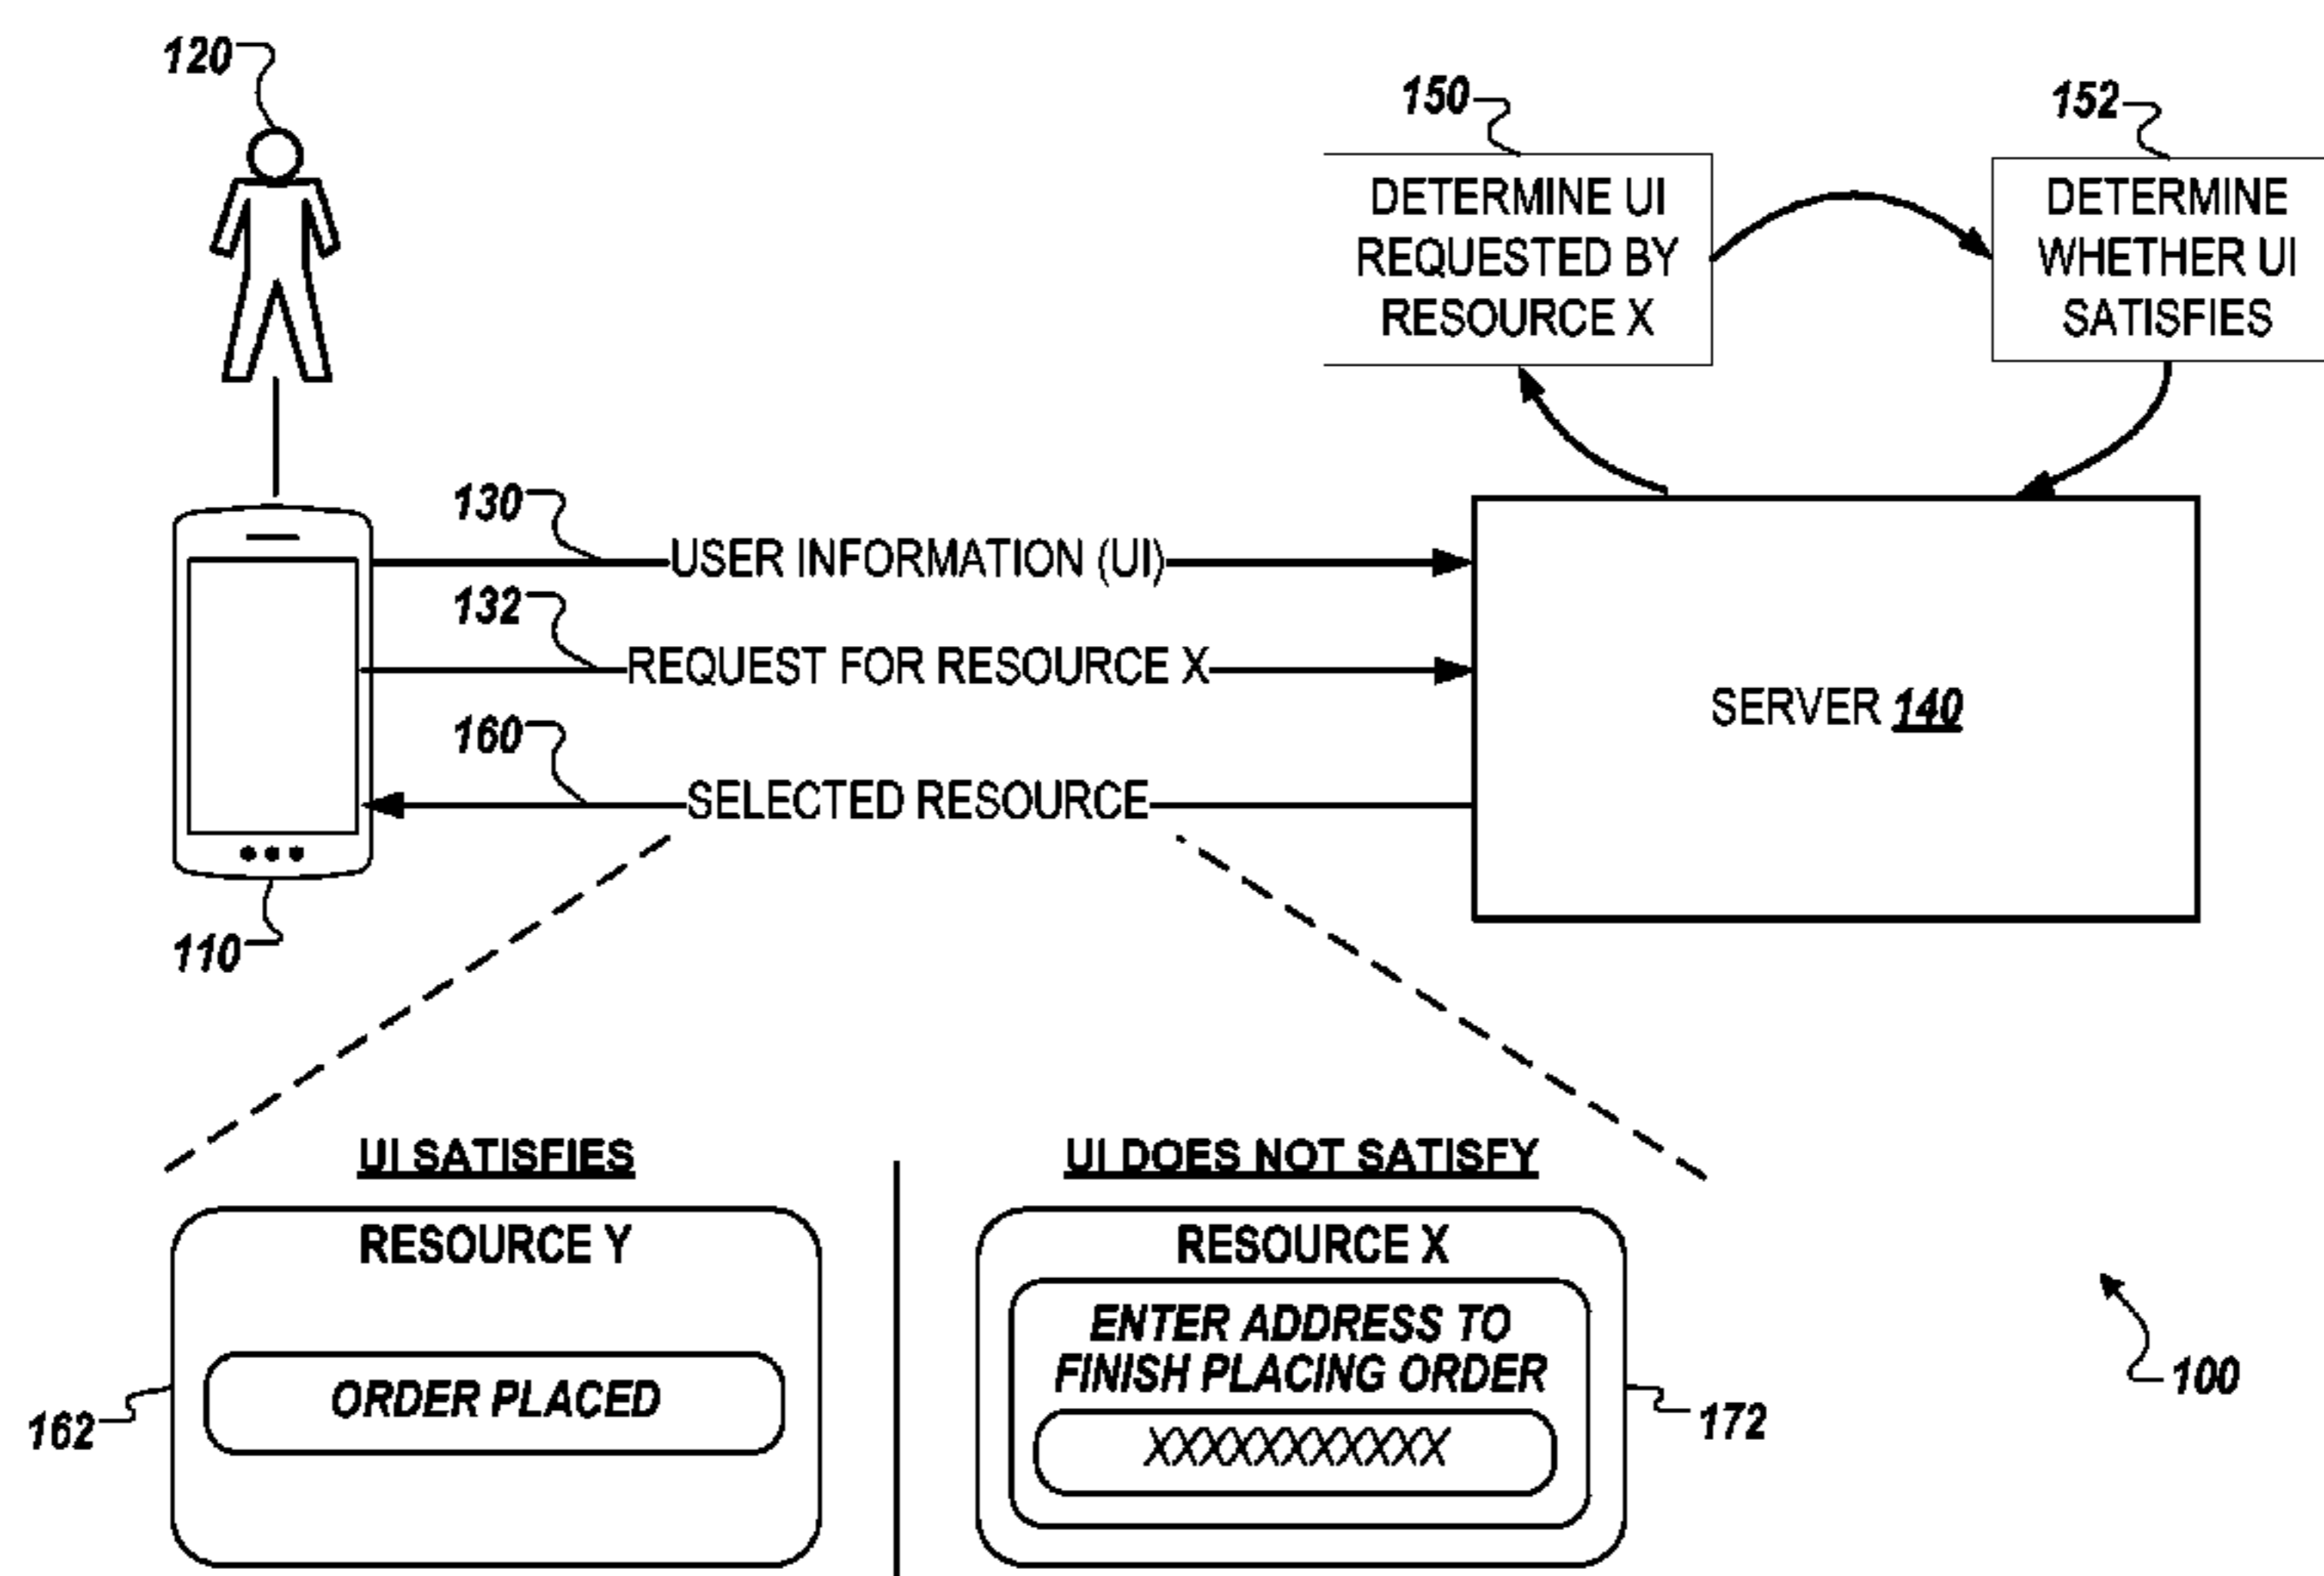 120
150
152
DETERMINE UI
REQUESTED BY
RESOURCE X
DETERMINE
WHETHER UI
SATISFIES
130
USER INFORMATION (UI)
132
REQUEST FOR RESOURCE X
SERVER 140
160
SELECTED RESOURCE
110
UI SATISFIES
UI DOES NOT SATISFY
RESOURCE Y
ORDER PLACED
162
RESOURCE X
ENTER ADDRESS TO
FINISH PLACING ORDER
XXXXXXXXXXX
172
100